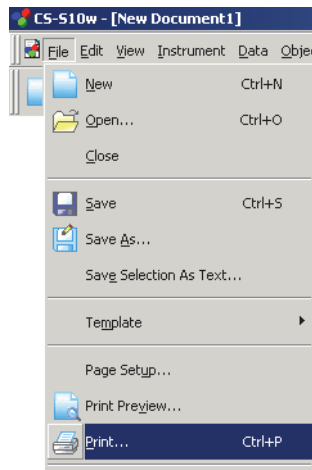 CS-S10w - [New Document1]
File Edit View Instrument Data Obje
New Ctrl+N
Open... Ctrl+O
Close
Save Ctrl+S
Save As...
Save Selection As Text...
Template
Page Setup...
Print Preview...
Print... Ctrl+P